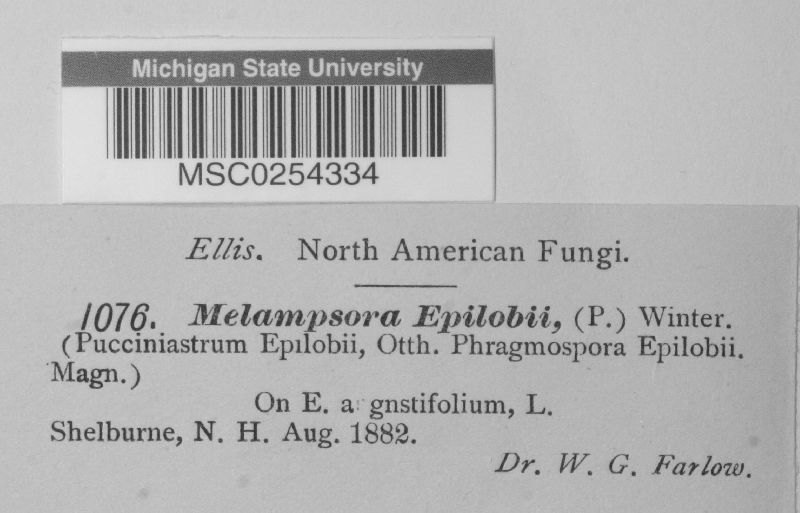 Michigan State University
MSC0254334
Ellis. North American Fungi.
1076. Melampsora Epilobii, (P.) Winter.
(Pucciniastrum Epilobii, Otth. Phragmospora Epilobii.
Magn.)
On E. a gnstifolium, L.
Shelburne, N. H. Aug. 1882.
Dr. W. G. Farlow.